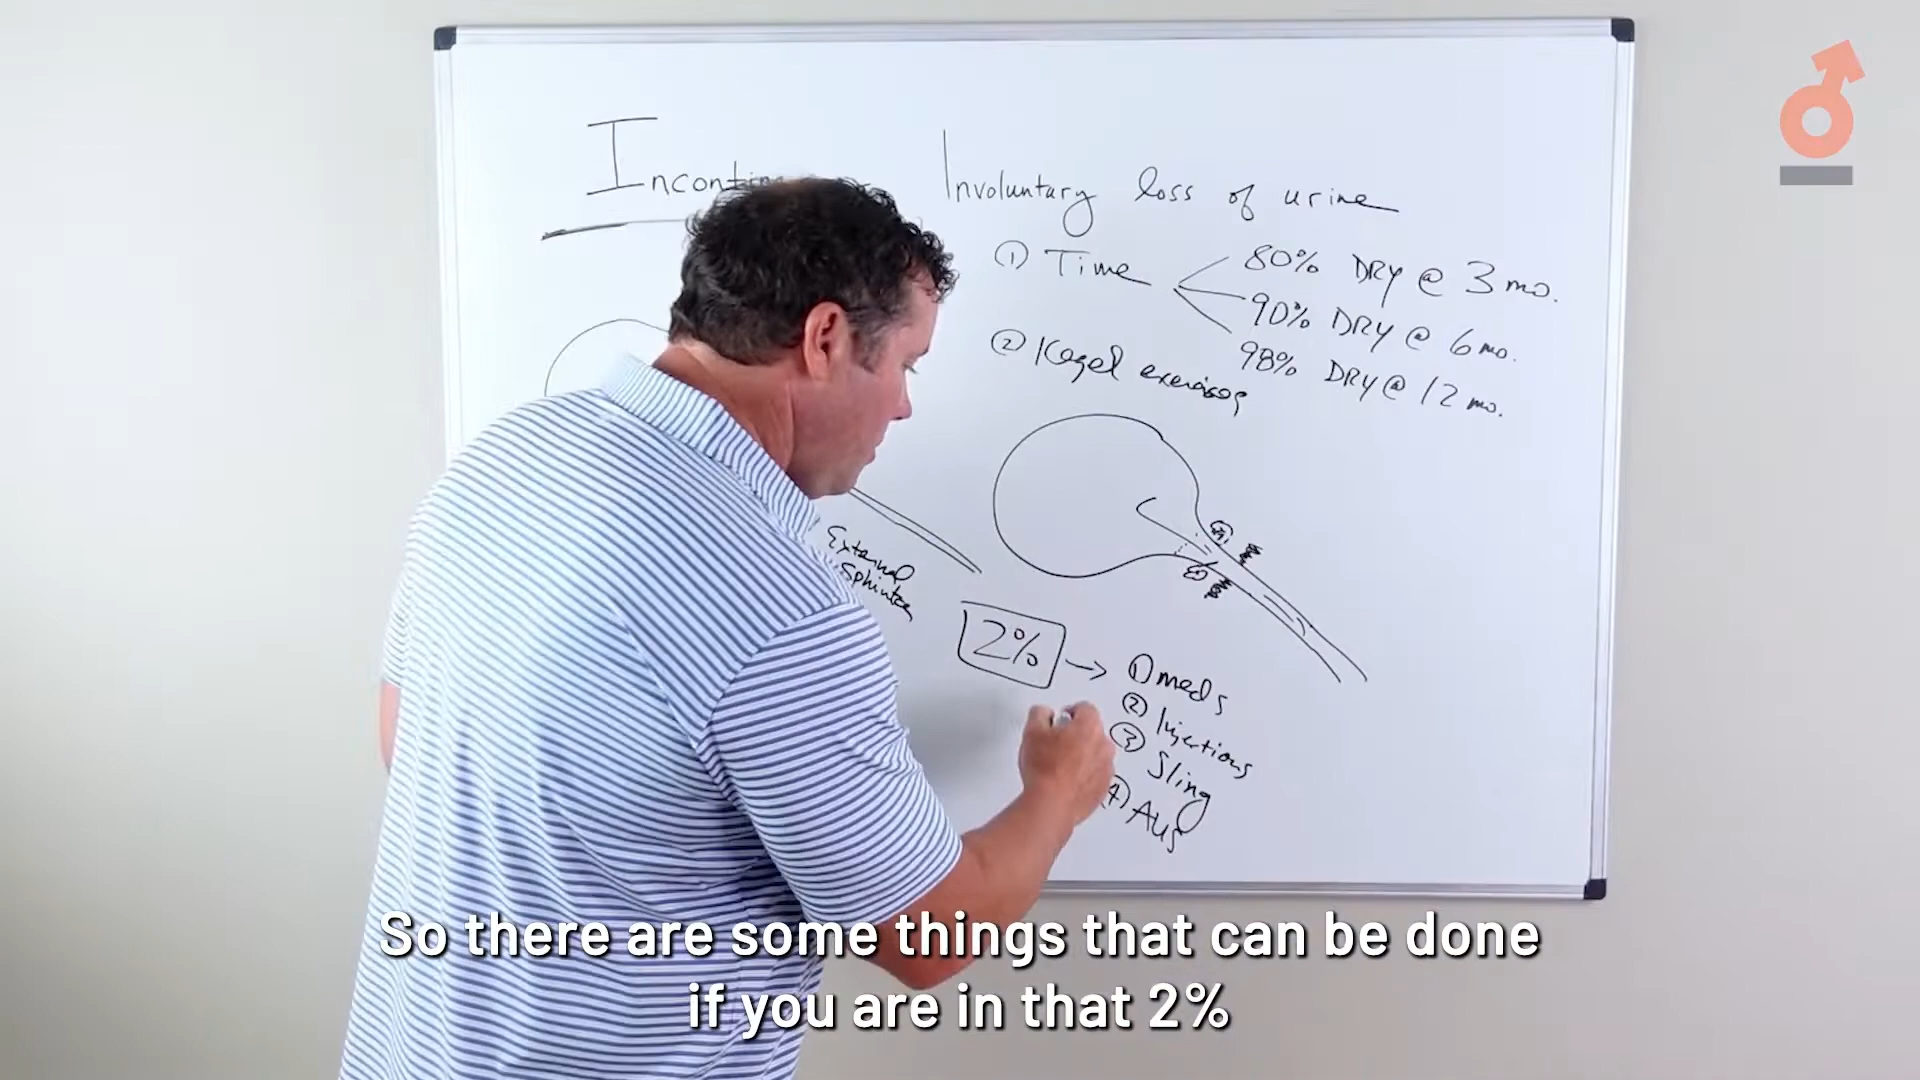 Incontin
Involuntary loss of urine
① Time
80% DRY @ 3 mo.
90% DRY @ 6 mo.
98% DRY @ 12 mo.
② Kegel exercises
External
Sphincter
2%
① meds
② Injections
③ Sling
④ AUS
So there are some things that can be done
if you are in that 2%